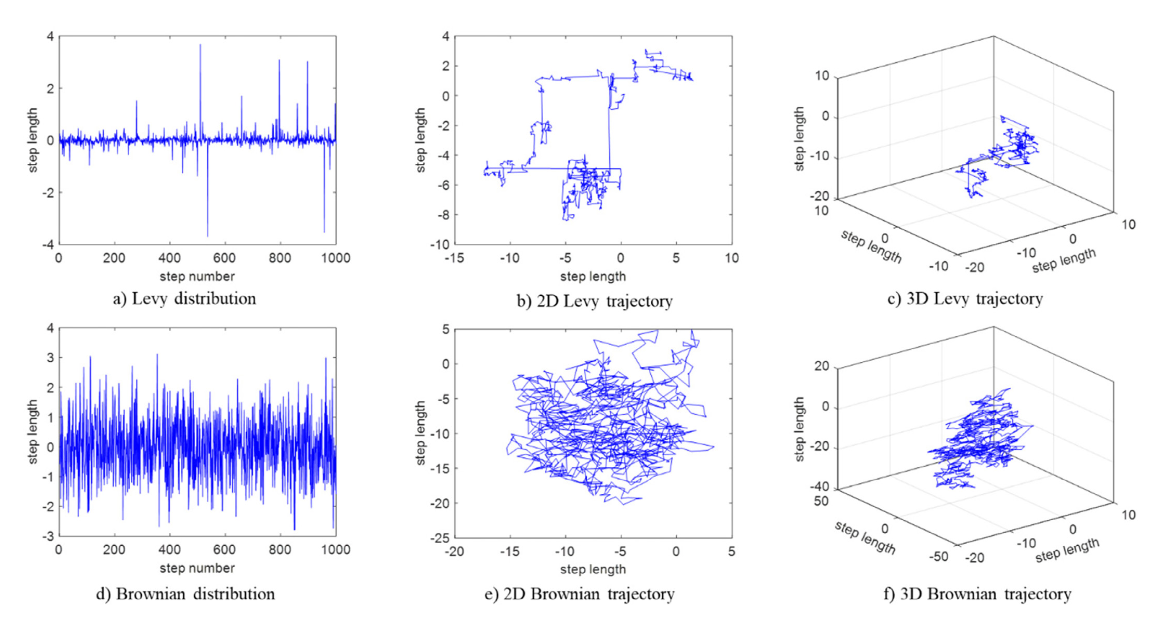 4
2
0
-2
-4
step length
0 200 400 600 800 1000
step number
a) Levy distribution
4
2
0
-2
-4
-6
-8
-10
step length
-15 -10 -5 0 5 10
step length
b) 2D Levy trajectory
10
0
-10
-20
step length
10
0
-10
step length
-20
-10
0
10
step length
c) 3D Levy trajectory
4
3
2
1
0
-1
-2
-3
step length
0 200 400 600 800 1000
step number
d) Brownian distribution
5
0
-5
-10
-15
-20
-25
step length
-20 -15 -10 -5 0 5
step length
e) 2D Brownian trajectory
20
0
-20
-40
step length
50
0
-50
step length
-20
-10
0
10
step length
f) 3D Brownian trajectory